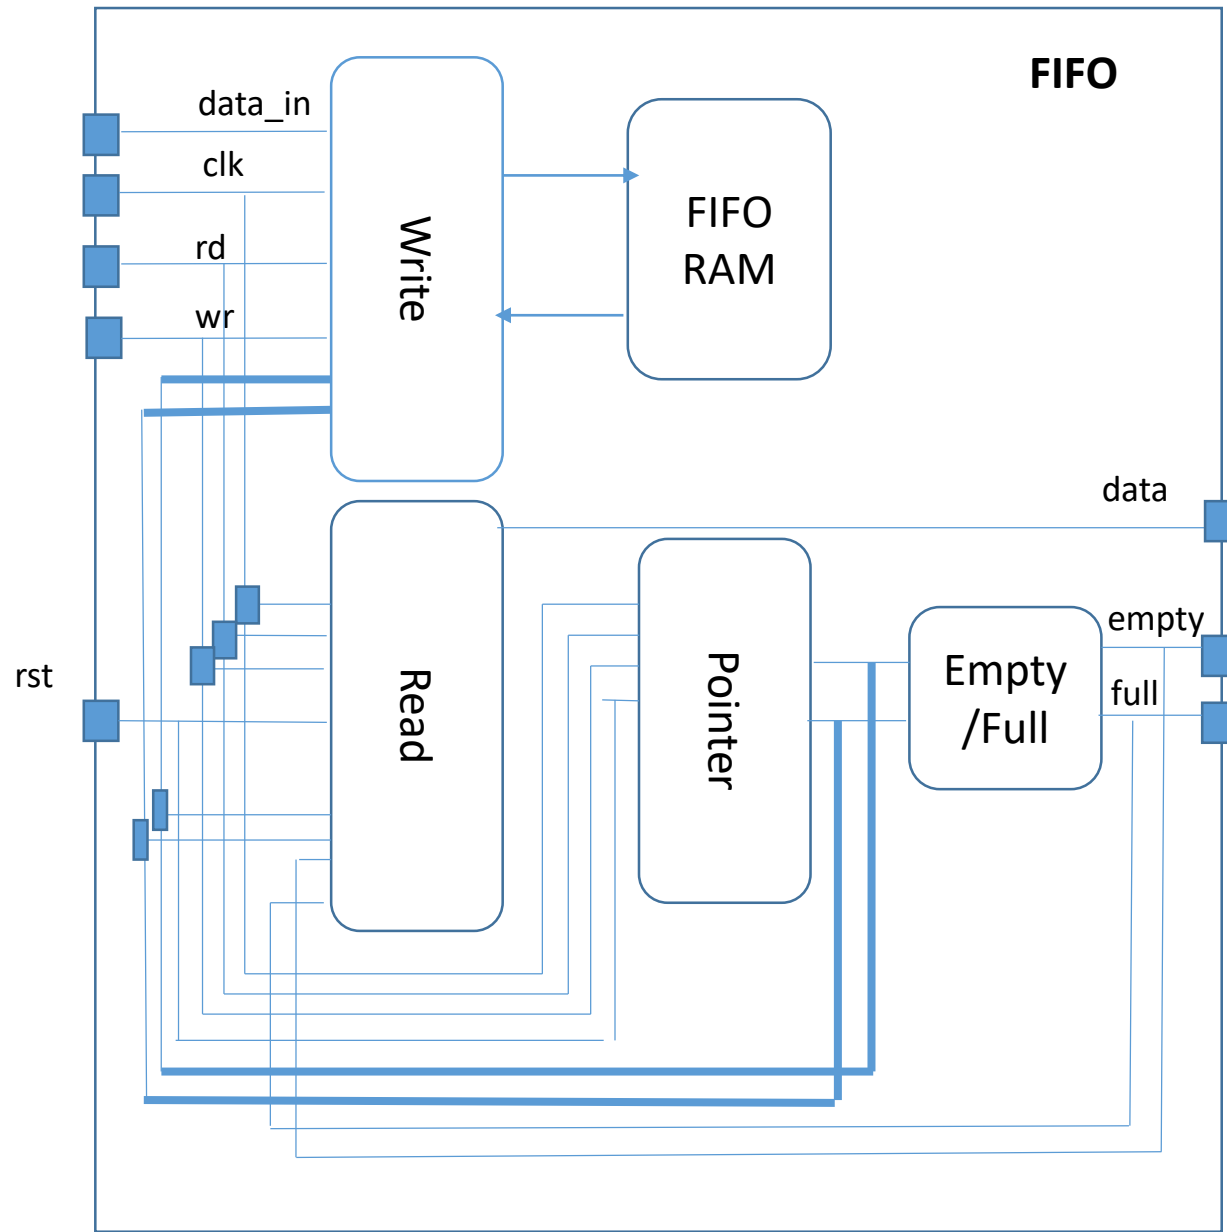 FIFO
data_in
clk
rd
wr
Write
FIFO
RAM
data
rst
Read
Pointer
Empty
/Full
empty
full